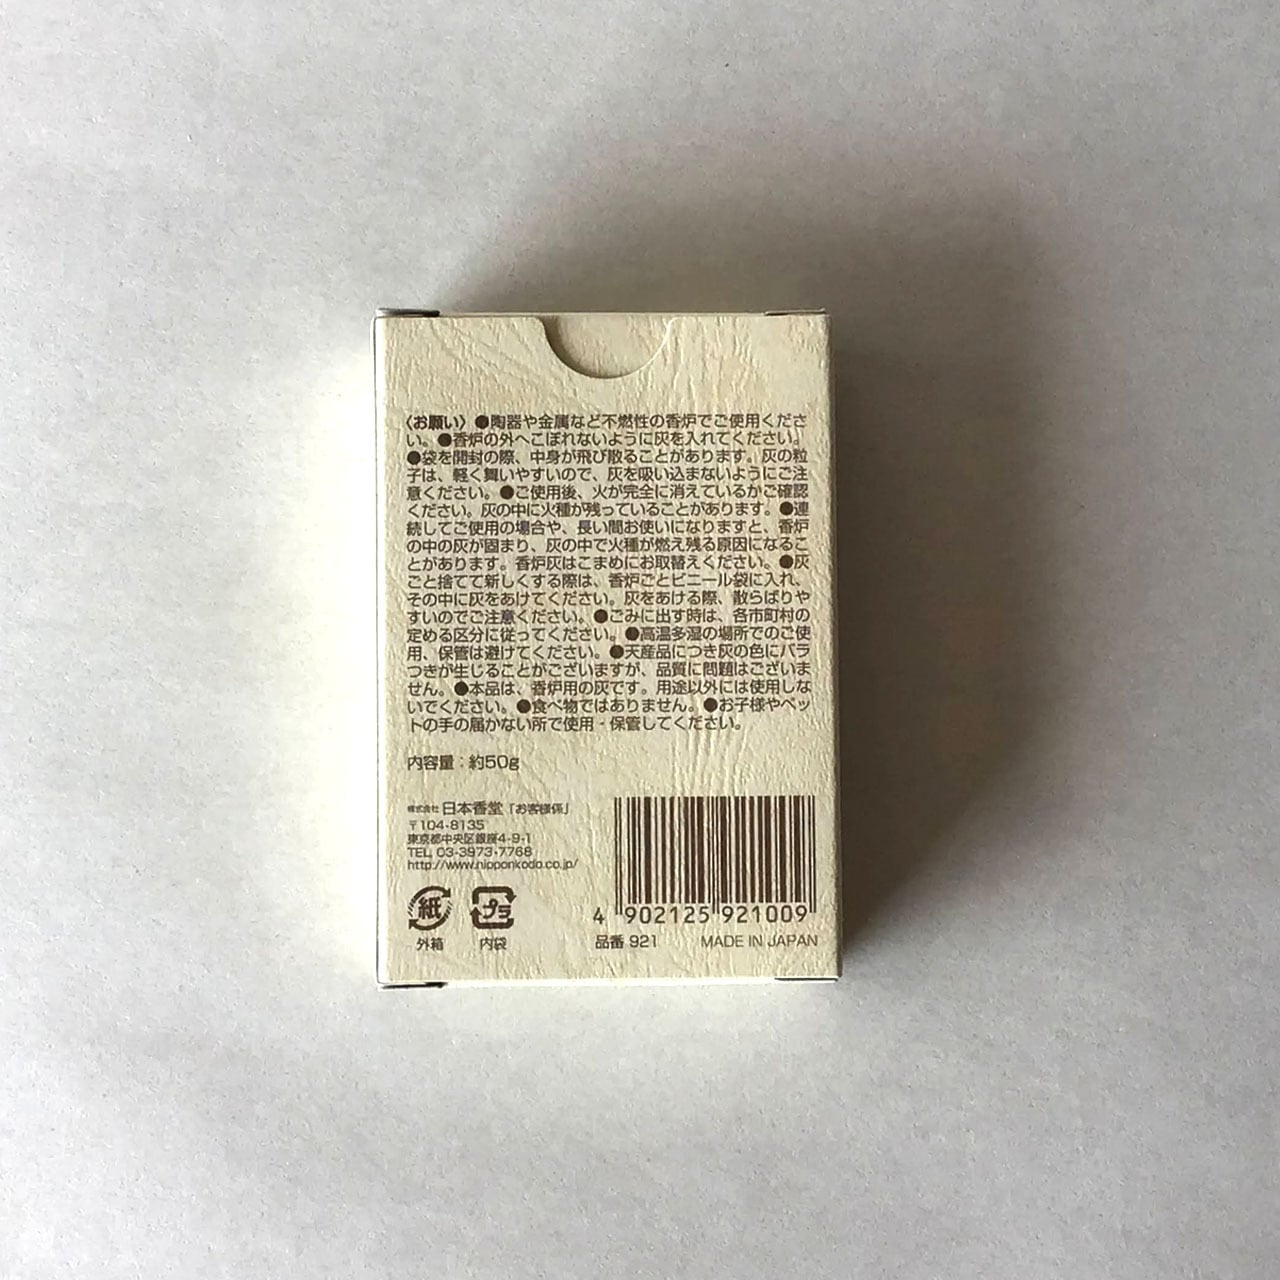 〈お願い〉●陶器や金属など不燃性の香炉でご使用くださ
い。●香炉の外へこぼれないように灰を入れてください。
●袋を開封の際、中身が飛び散ることがあります。灰の粒
子は、軽く舞いやすいので、灰を吸い込まないようにご注
意ください。●ご使用後、火が完全に消えているかご確認
ください。灰の中に火種が残っていることがあります。●連
続してご使用の場合や、長い間お使いになりますと、香炉
の中の灰が固まり、灰の中で火種が燃え残る原因になるこ
とがあります。香炉灰はこまめにお取替えください。●灰
ごと捨てて新しくする際は、香炉ごとビニール袋に入れ、
その中に灰をあけてください。灰をあける際、散らばりや
すいのでご注意ください。●ごみに出す時は、各市町村の
定める区分に従ってください。●高温多湿の場所でのご使
用、保管は避けてください。●天産品につき灰の色にバラ
つきが生じることがございますが、品質に問題はございま
せん。●本品は、香炉用の灰です。用途以外には使用しな
いでください。●食べ物ではありません。●お子様やペッ
トの手の届かない所で使用・保管してください。
内容量：約50g
株式会社 日本香堂「お客様係」
〒104-8135
東京都中央区銀座4-9-1
TEL 03-3973-7768
http://www.nipponkodo.co.jp/
紙 プラ
外箱 内袋
4 902125 921009
品番 921 MADE IN JAPAN